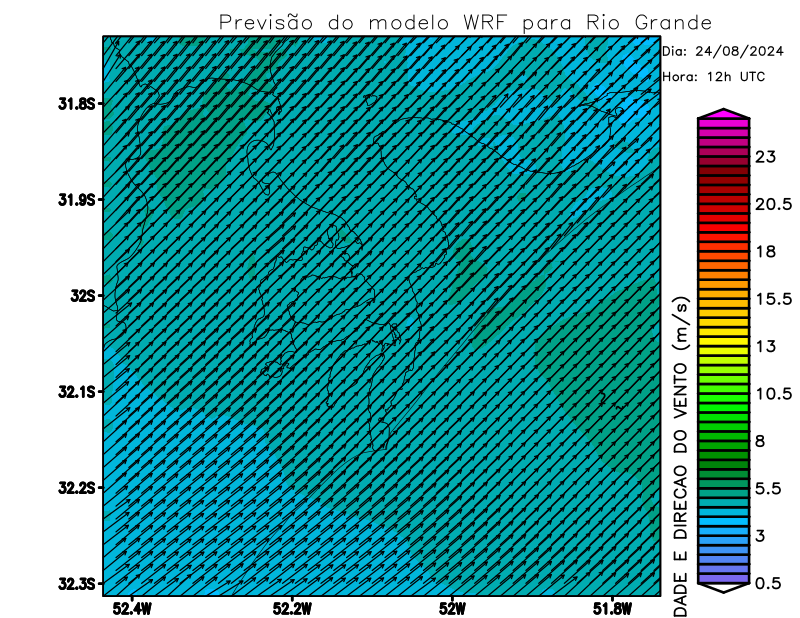 Previsão do modelo WRF para Rio Grande
Dia: 24/08/2024
Hora: 12h UTC
31.8S
31.9S
32S
32.1S
32.2S
32.3S
52.4W
52.2W
52W
51.8W
DADE E DIRECAO DO VENTO (m/s)
23
20.5
18
15.5
13
10.5
8
5.5
3
0.5